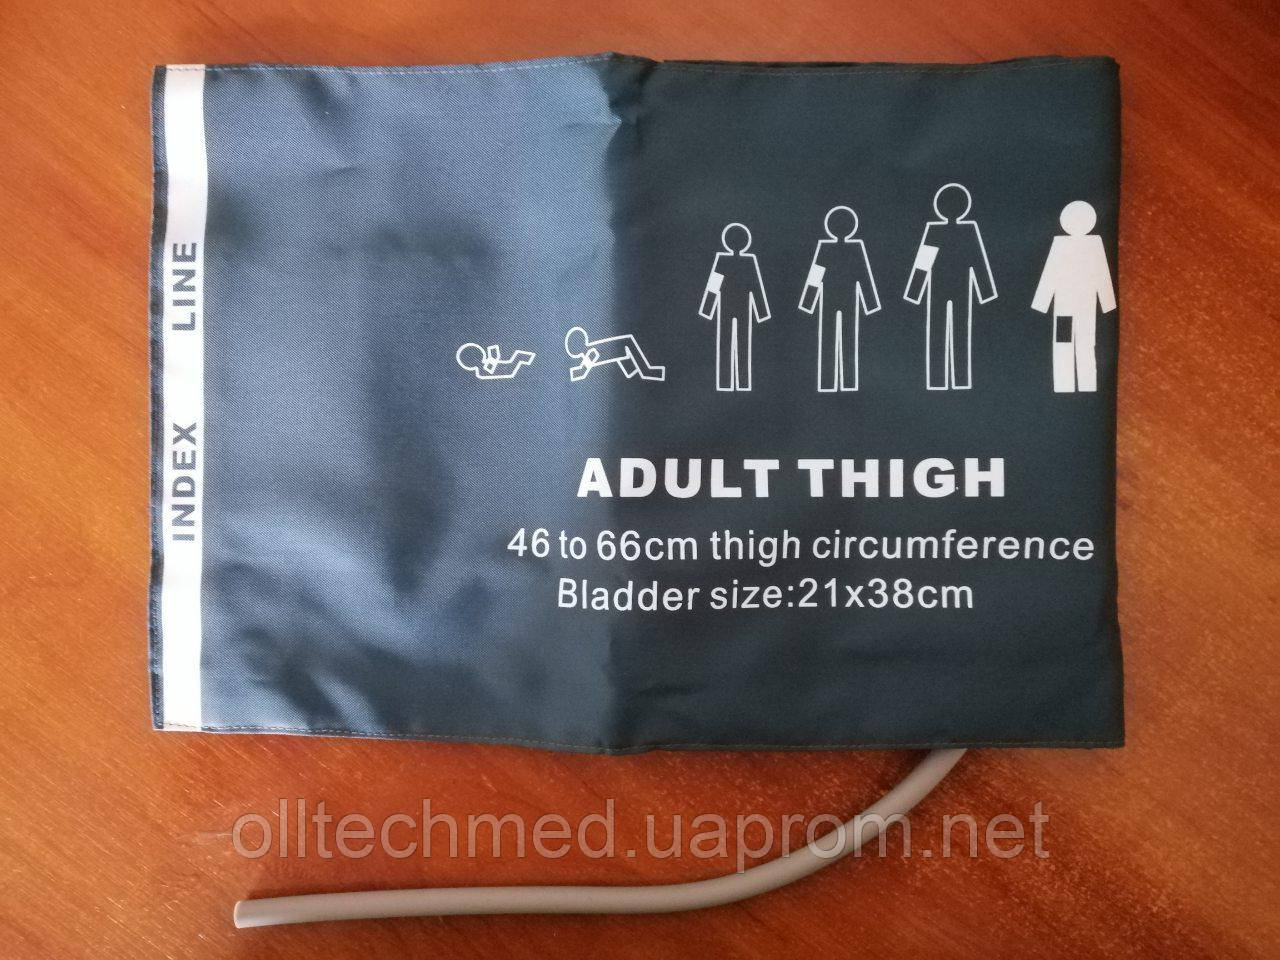 INDEX LINE
ADULT THIGH
46 to 66cm thigh circumference
Bladder size:21x38cm
olltechmed.uaprom.net